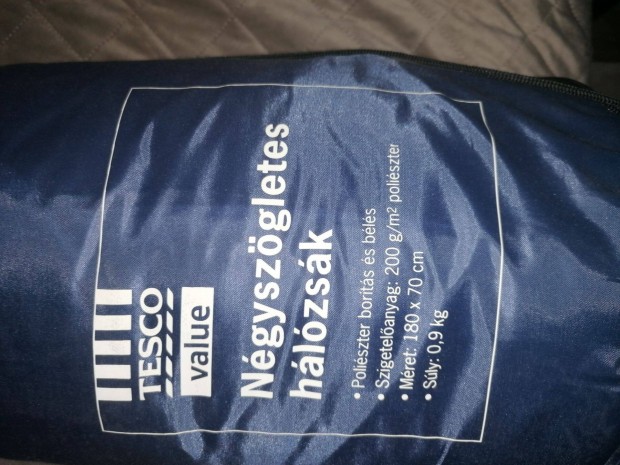 TESCO
value
Négyszögletes
hálózsák
• Poliészter borítás és bélés
• Szigetelőanyag: 200 g/m2 poliészter
• Méret: 180 x 70 cm
• Súly: 0,9 kg